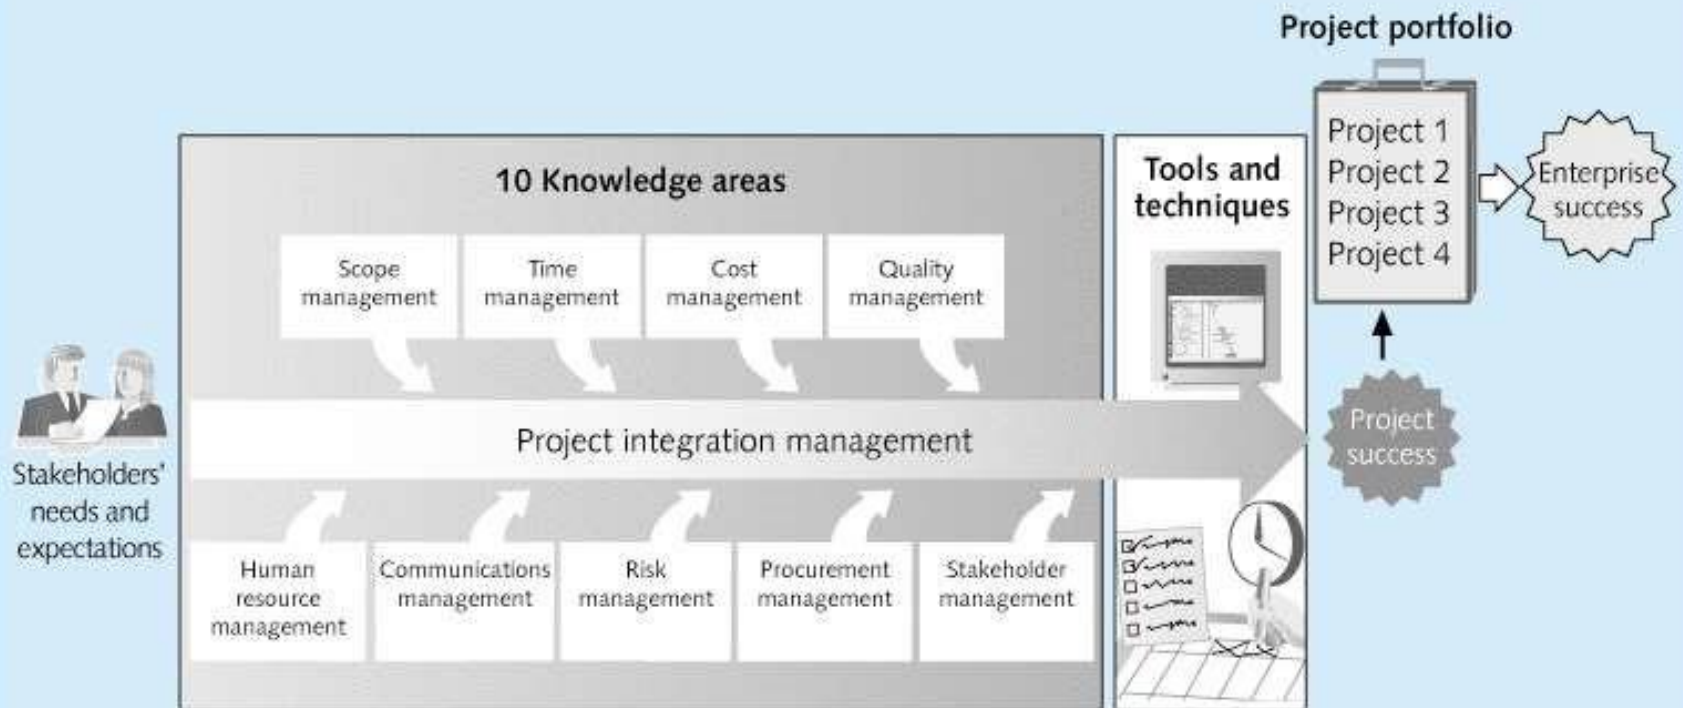 Project portfolio
Project 1
Project 2
Project 3
Project 4
Enterprise
success
10 Knowledge areas
Tools and
techniques
Scope
management
Time
management
Cost
management
Quality
management
Project integration management
Project
success
Stakeholders'
needs and
expectations
Human
resource
management
Communications
management
Risk
management
Procurement
management
Stakeholder
management